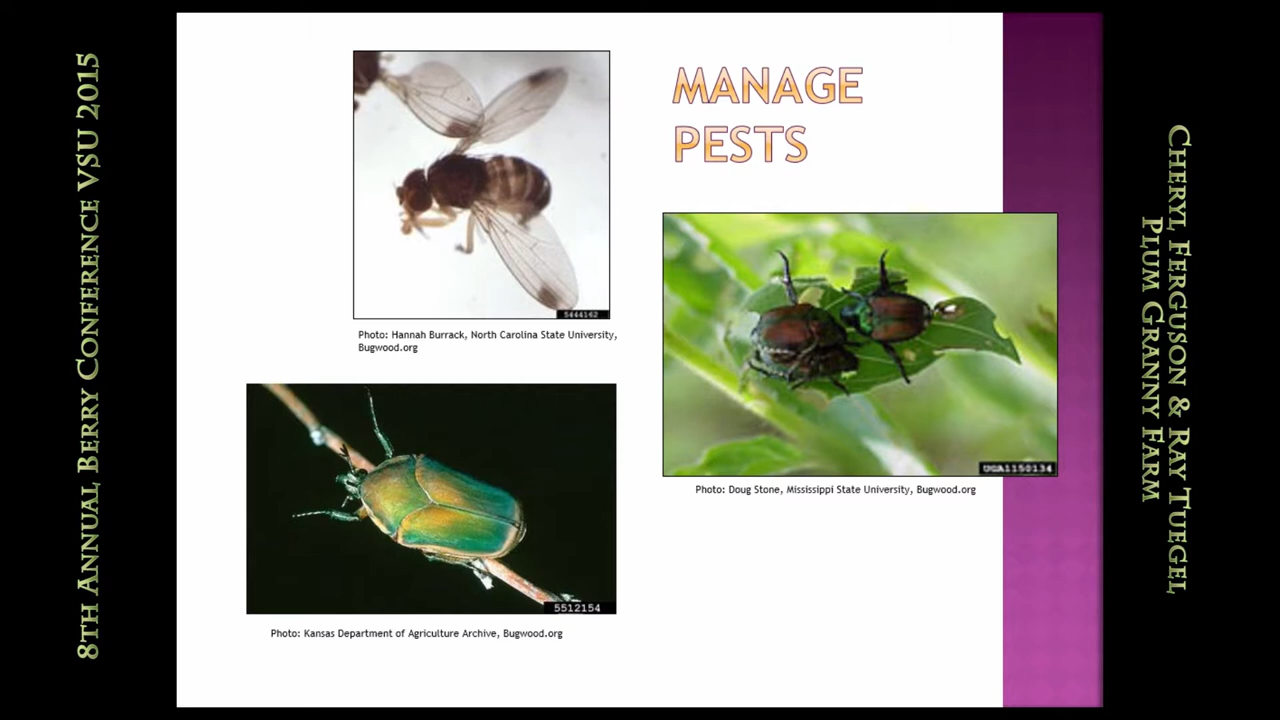 8TH ANNUAL BERRY CONFERENCE VSU 2015
MANAGE
PESTS
5444162
Photo: Hannah Burrack, North Carolina State University,
Bugwood.org
UGA1150134
Photo: Doug Stone, Mississippi State University, Bugwood.org
5512154
Photo: Kansas Department of Agriculture Archive, Bugwood.org
CHERYL FERGUSON & RAY TUEGEL
PLUM GRANNY FARM